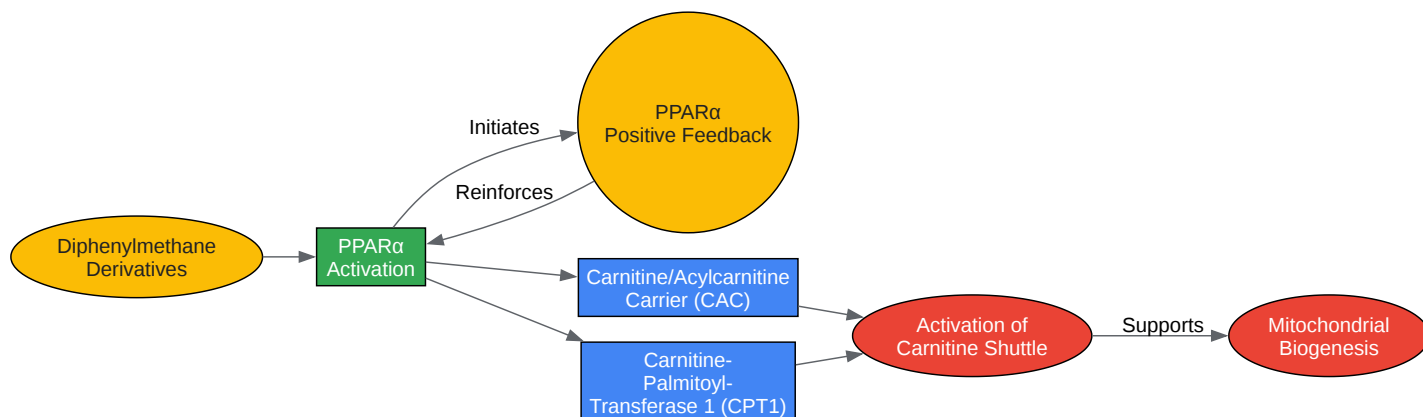 Diphenylmethane
Derivatives
PPARα
Activation
Initiates
Reinforces
PPARα
Positive Feedback
Carnitine/Acylcarnitine
Carrier (CAC)
Carnitine-
Palmitoyl-
Transferase 1 (CPT1)
Activation of
Carnitine Shuttle
Supports
Mitochondrial
Biogenesis